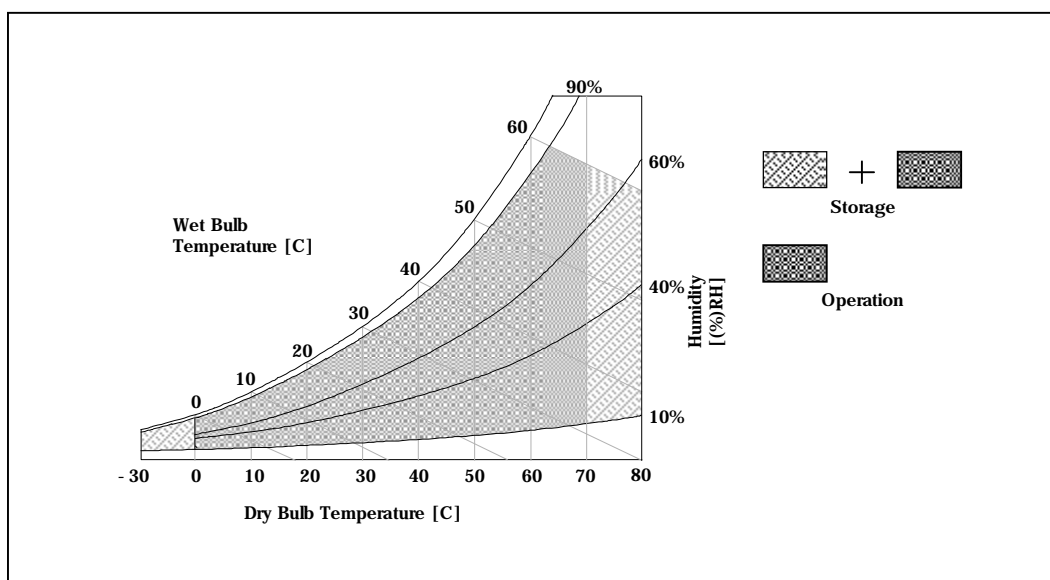 90%
60
60%
50
Wet Bulb
Temperature [C]
40
30
20
10
0
40%
10%
Humidity
[(%)RH]
- 30 0 10 20 30 40 50 60 70 80
Dry Bulb Temperature [C]
+
Storage
Operation